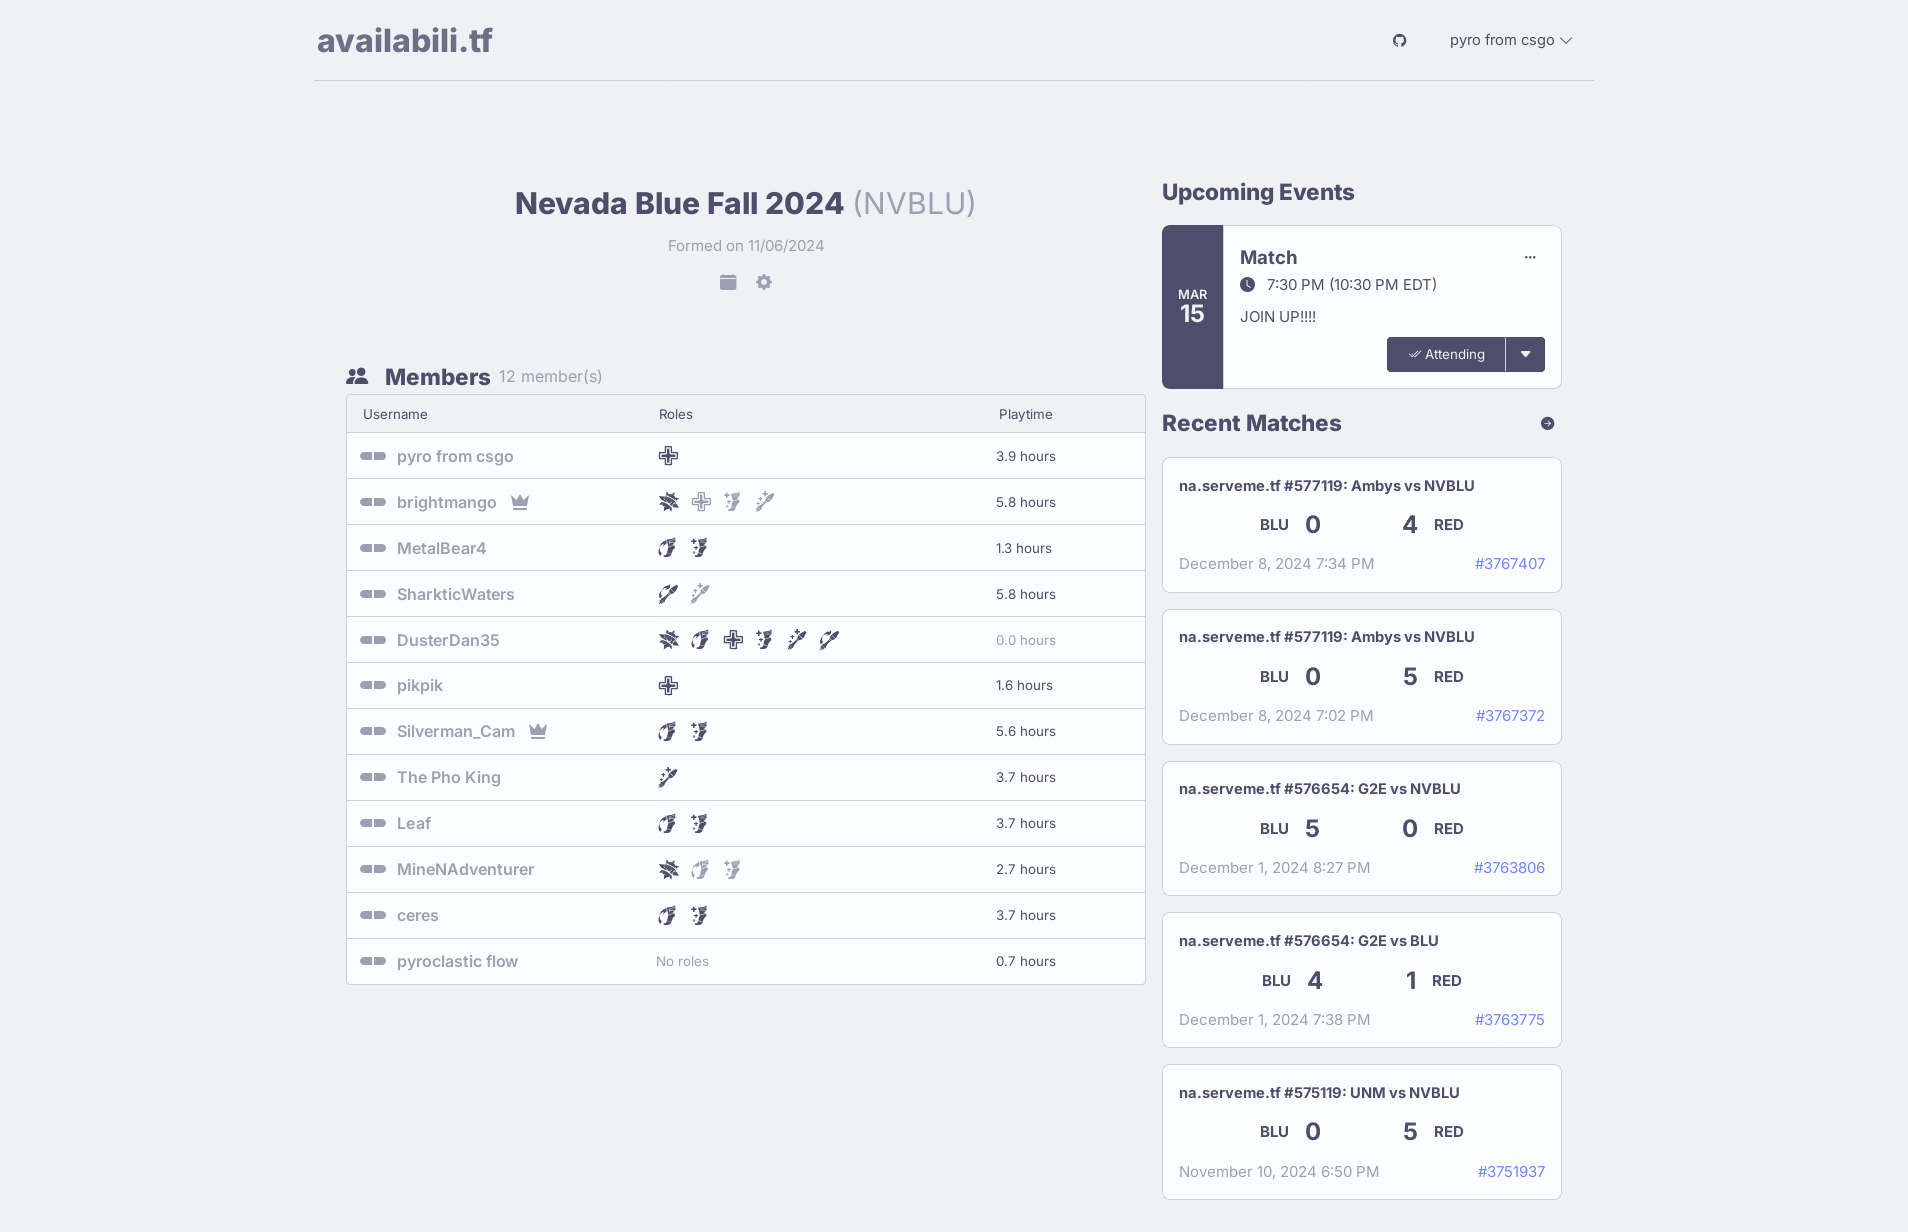 availabili.tf
pyro from csgo
Nevada Blue Fall 2024 (NVBLU)
Formed on 11/06/2024
Members 12 member(s)
Username Roles Playtime
pyro from csgo 3.9 hours
brightmango 5.8 hours
MetalBear4 1.3 hours
SharkticWaters 5.8 hours
DusterDan35 0.0 hours
pikpik 1.6 hours
Silverman_Cam 5.6 hours
The Pho King 3.7 hours
Leaf 3.7 hours
MineNAdventurer 2.7 hours
ceres 3.7 hours
pyroclastic flow No roles 0.7 hours
Upcoming Events
MAR
15
Match
7:30 PM (10:30 PM EDT)
JOIN UP!!!!
Attending
Recent Matches
na.serveme.tf #577119: Ambys vs NVBLU
BLU 0 4 RED
December 8, 2024 7:34 PM #3767407
na.serveme.tf #577119: Ambys vs NVBLU
BLU 0 5 RED
December 8, 2024 7:02 PM #3767372
na.serveme.tf #576654: G2E vs NVBLU
BLU 5 0 RED
December 1, 2024 8:27 PM #3763806
na.serveme.tf #576654: G2E vs BLU
BLU 4 1 RED
December 1, 2024 7:38 PM #3763775
na.serveme.tf #575119: UNM vs NVBLU
BLU 0 5 RED
November 10, 2024 6:50 PM #3751937